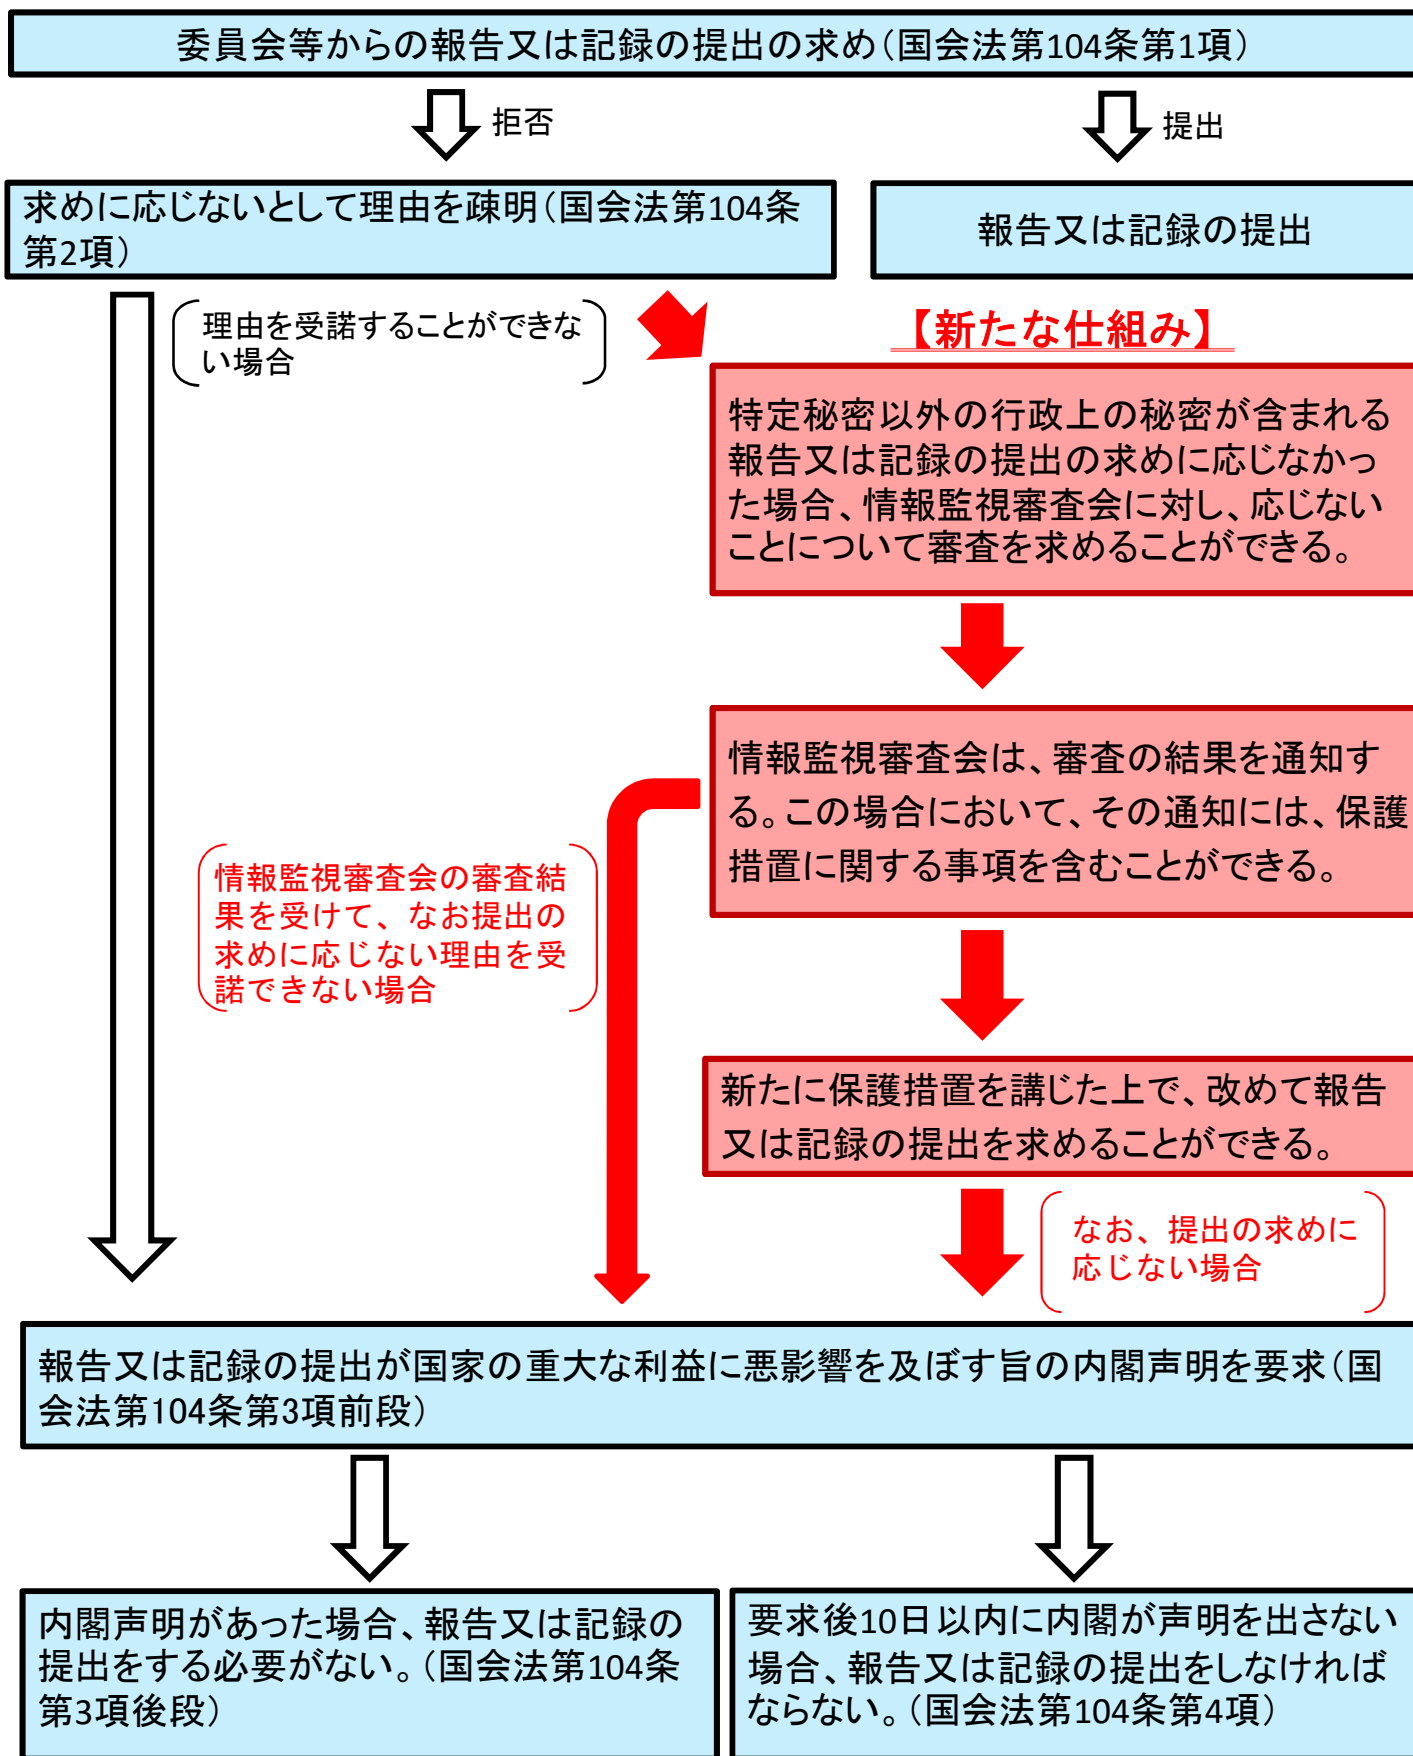 委員会等からの報告又は記録の提出の求め（国会法第104条第1項）
拒否
提出
求めに応じないとして理由を疎明（国会法第104条
第2項）
報告又は記録の提出
理由を受諾することができな
い場合
【新たな仕組み】
特定秘密以外の行政上の秘密が含まれる
報告又は記録の提出の求めに応じなかっ
た場合、情報監視審査会に対し、応じない
ことについて審査を求めることができる。
情報監視審査会は、審査の結果を通知す
る。この場合において、その通知には、保護
措置に関する事項を含むことができる。
情報監視審査会の審査結
果を受けて、なお提出の
求めに応じない理由を受
諾できない場合
新たに保護措置を講じた上で、改めて報告
又は記録の提出を求めることができる。
なお、提出の求めに
応じない場合
報告又は記録の提出が国家の重大な利益に悪影響を及ぼす旨の内閣声明を要求（国
会法第104条第3項前段）
内閣声明があった場合、報告又は記録の
提出をする必要がない。（国会法第104条
第3項後段）
要求後10日以内に内閣が声明を出さない
場合、報告又は記録の提出をしなければ
ならない。（国会法第104条第4項）